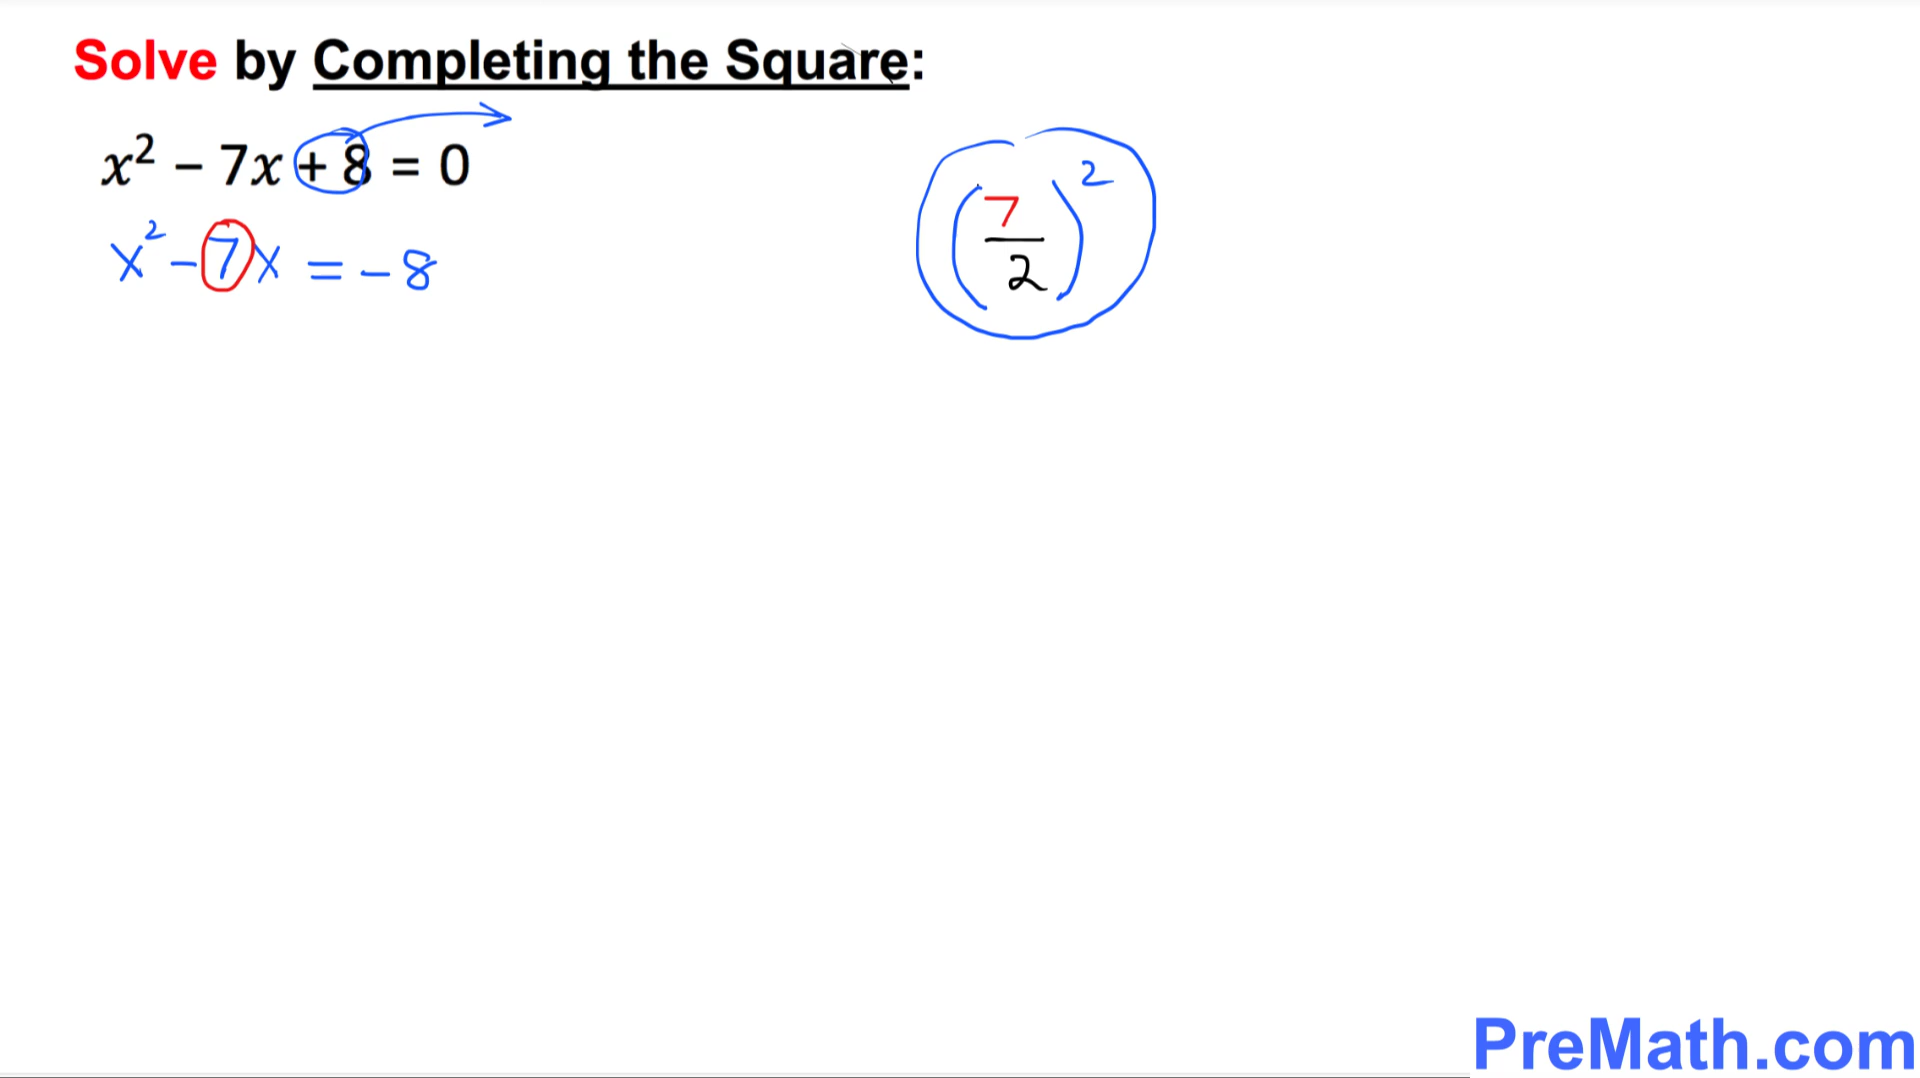 Solve by Completing the Square:
x² − 7x + 8 = 0
x² − 7x = − 8
(7/2)²
PreMath.com